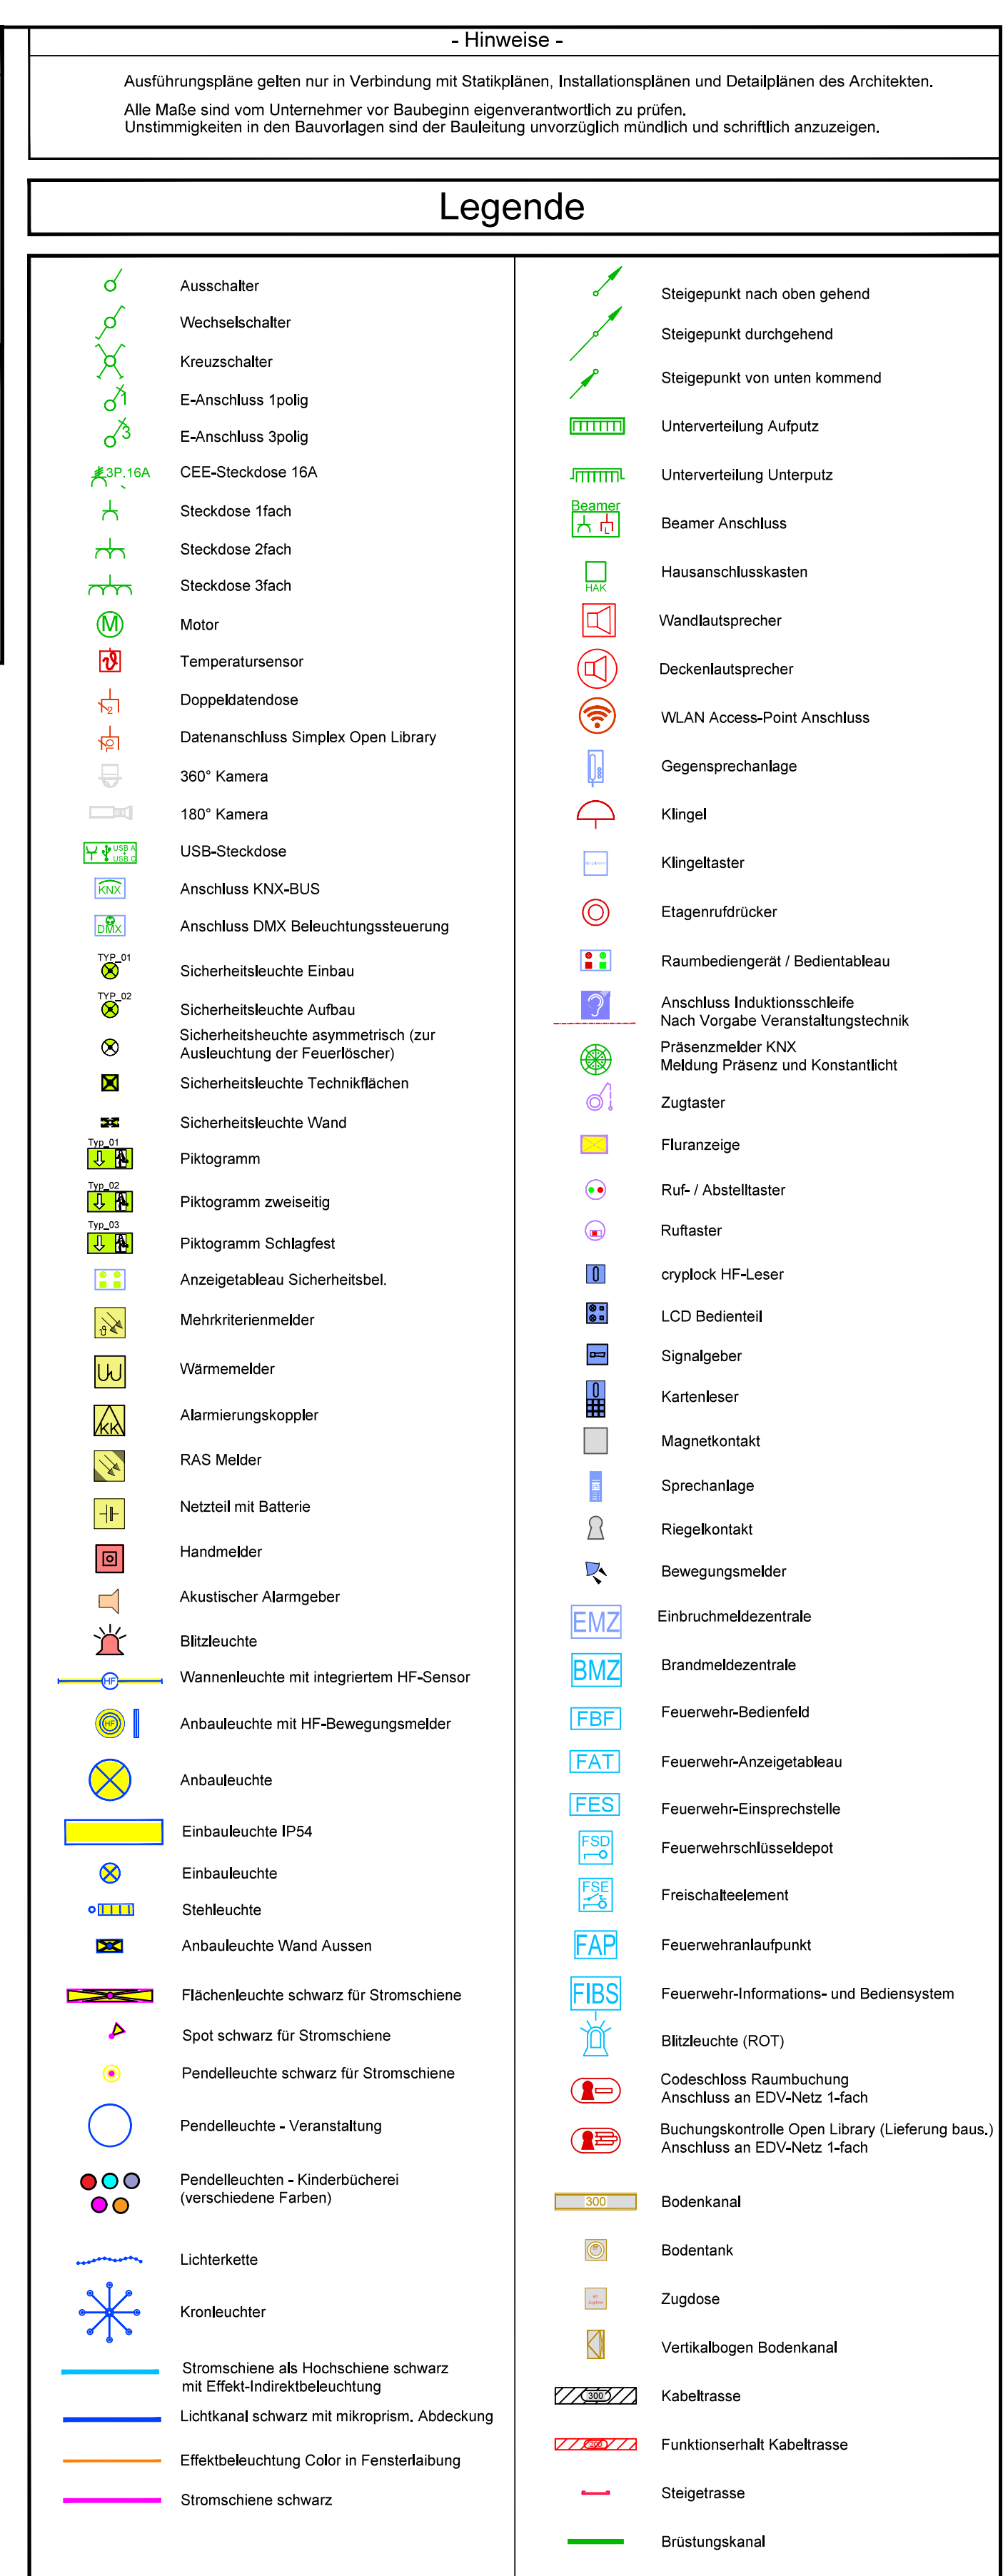 - Hinweise -
Ausführungspläne gelten nur in Verbindung mit Statikplänen, Installationsplänen und Detailplänen des Architekten.
Alle Maße sind vom Unternehmer vor Baubeginn eigenverantwortlich zu prüfen.
Unstimmigkeiten in den Bauvorlagen sind der Bauleitung unvorzüglich mündlich und schriftlich anzuzeigen.
Legende
Ausschalter
Wechselschalter
Kreuzschalter
1 E-Anschluss 1polig
3 E-Anschluss 3polig
3P.16A CEE-Steckdose 16A
Steckdose 1fach
Steckdose 2fach
Steckdose 3fach
M Motor
ϑ Temperatursensor
2 Doppeldatendose
Datenanschluss Simplex Open Library
360° Kamera
180° Kamera
USB A
USB C
USB-Steckdose
KNX Anschluss KNX-BUS
DMX Anschluss DMX Beleuchtungssteuerung
TYP_01
Sicherheitsleuchte Einbau
TYP_02
Sicherheitsleuchte Aufbau
Sicherheitsheuchte asymmetrisch (zur
Ausleuchtung der Feuerlöscher)
Sicherheitsleuchte Technikflächen
Sicherheitsleuchte Wand
Typ_01
Piktogramm
Typ_02
Piktogramm zweiseitig
Typ_03
Piktogramm Schlagfest
Anzeigetableau Sicherheitsbel.
ϑ Mehrkriterienmelder
Wärmemelder
KK Alarmierungskoppler
RAS Melder
Netzteil mit Batterie
Handmelder
Akustischer Alarmgeber
Blitzleuchte
HF Wannenleuchte mit integriertem HF-Sensor
HF Anbauleuchte mit HF-Bewegungsmelder
Anbauleuchte
Einbauleuchte IP54
Einbauleuchte
Stehleuchte
Anbauleuchte Wand Aussen
Flächenleuchte schwarz für Stromschiene
Spot schwarz für Stromschiene
Pendelleuchte schwarz für Stromschiene
Pendelleuchte - Veranstaltung
Pendelleuchten - Kinderbücherei
(verschiedene Farben)
Lichterkette
Kronleuchter
Stromschiene als Hochschiene schwarz
mit Effekt-Indirektbeleuchtung
Lichtkanal schwarz mit mikroprism. Abdeckung
Effektbeleuchtung Color in Fensterlaibung
Stromschiene schwarz
Steigepunkt nach oben gehend
Steigepunkt durchgehend
Steigepunkt von unten kommend
Unterverteilung Aufputz
Unterverteilung Unterputz
Beamer
L Beamer Anschluss
Hausanschlusskasten
HAK
Wandlautsprecher
Deckenlautsprecher
WLAN Access-Point Anschluss
Gegensprechanlage
Klingel
Klingeltaster
Etagenrufdrücker
Raumbediengerät / Bedientableau
Anschluss Induktionsschleife
Nach Vorgabe Veranstaltungstechnik
Präsenzmelder KNX
Meldung Präsenz und Konstantlicht
Zugtaster
Fluranzeige
Ruf- / Abstelltaster
Ruftaster
cryplock HF-Leser
LCD Bedienteil
Signalgeber
Kartenleser
Magnetkontakt
Sprechanlage
Riegelkontakt
Bewegungsmelder
EMZ Einbruchmeldezentrale
BMZ Brandmeldezentrale
FBF Feuerwehr-Bedienfeld
FAT Feuerwehr-Anzeigetableau
FES Feuerwehr-Einsprechstelle
FSD Feuerwehrschlüsseldepot
FSE Freischalteelement
FAP Feuerwehranlaufpunkt
FIBS Feuerwehr-Informations- und Bediensystem
Blitzleuchte (ROT)
Codeschloss Raumbuchung
Anschluss an EDV-Netz 1-fach
Buchungskontrolle Open Library (Lieferung baus.)
Anschluss an EDV-Netz 1-fach
300 Bodenkanal
Bodentank
Zugdose
Vertikalbogen Bodenkanal
300 Kabeltrasse
Funktionserhalt Kabeltrasse
Steigetrasse
Brüstungskanal